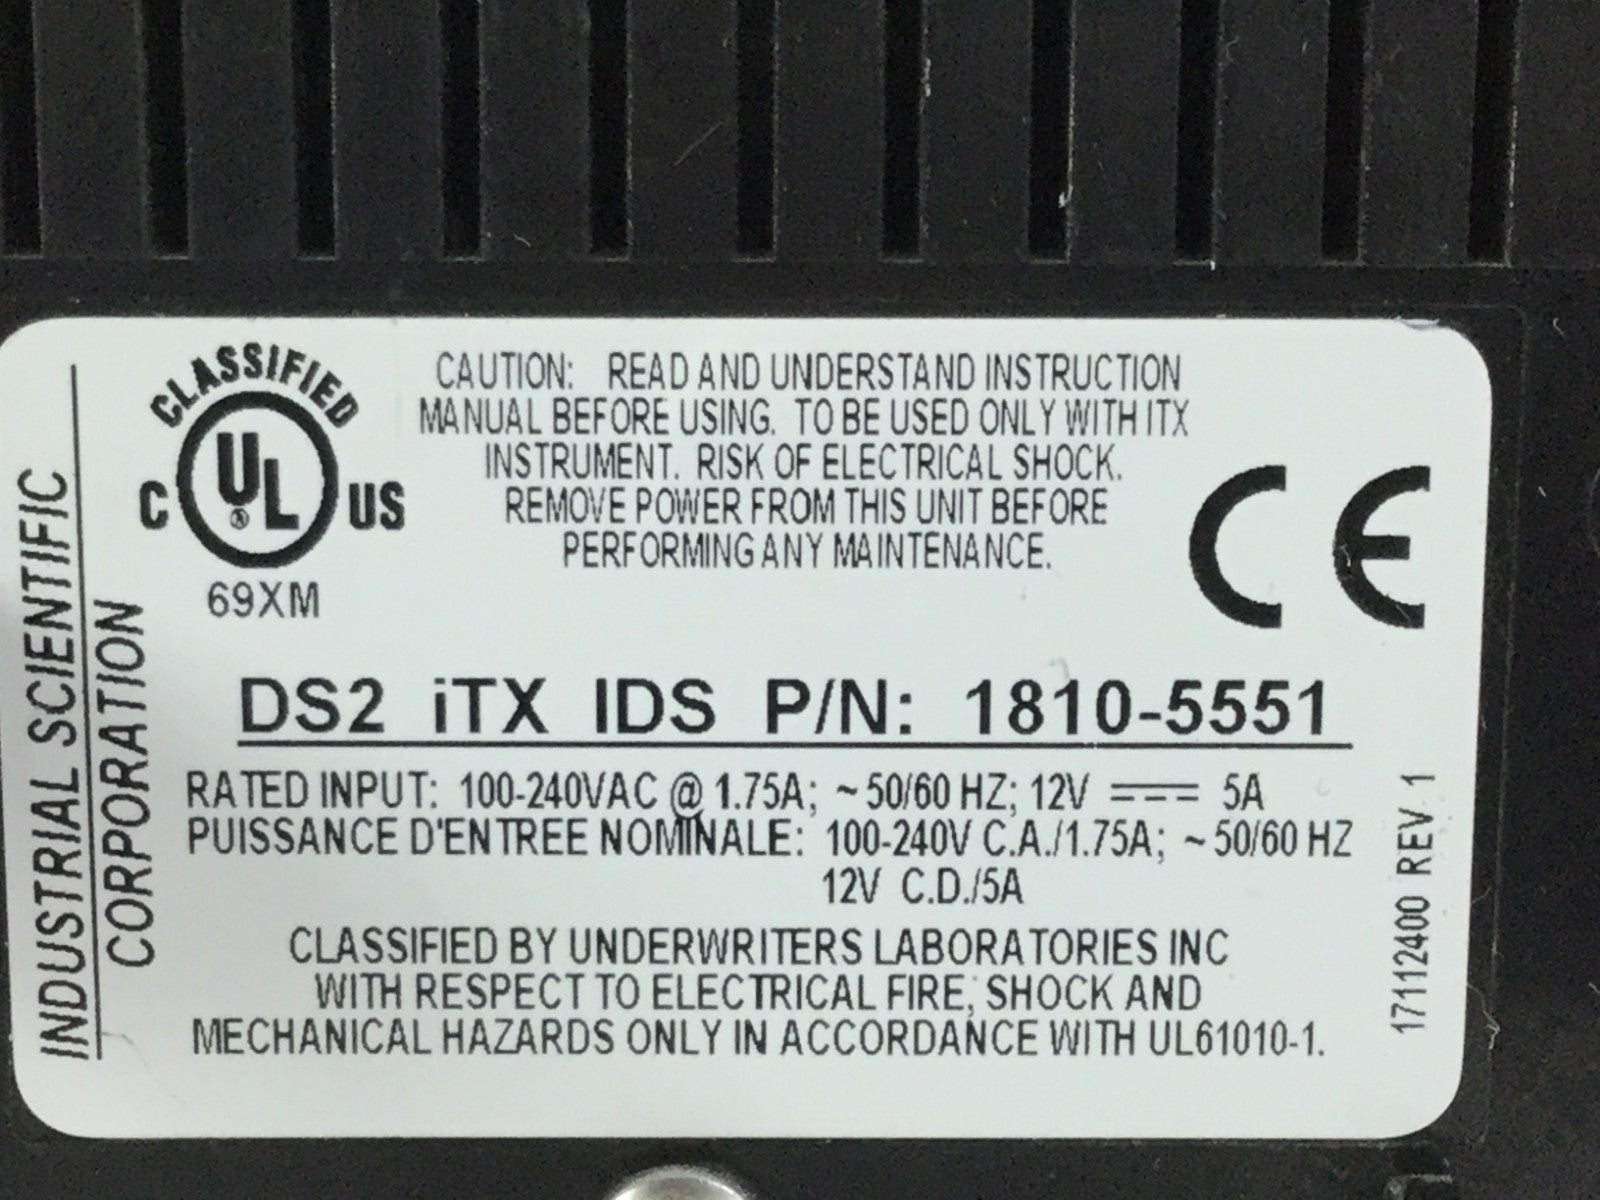 INDUSTRIAL SCIENTIFIC
CORPORATION
CLASSIFIED
C UL® US
69XM
CAUTION: READ AND UNDERSTAND INSTRUCTION
MANUAL BEFORE USING. TO BE USED ONLY WITH ITX
INSTRUMENT. RISK OF ELECTRICAL SHOCK.
REMOVE POWER FROM THIS UNIT BEFORE
PERFORMING ANY MAINTENANCE.
CE
DS2 iTX IDS P/N: 1810-5551
RATED INPUT: 100-240VAC @ 1.75A; ~50/60 HZ; 12V ⎓ 5A
PUISSANCE D'ENTREE NOMINALE: 100-240V C.A./1.75A; ~50/60 HZ
12V C.D./5A
CLASSIFIED BY UNDERWRITERS LABORATORIES INC
WITH RESPECT TO ELECTRICAL FIRE, SHOCK AND
MECHANICAL HAZARDS ONLY IN ACCORDANCE WITH UL61010-1.
17112400 REV 1